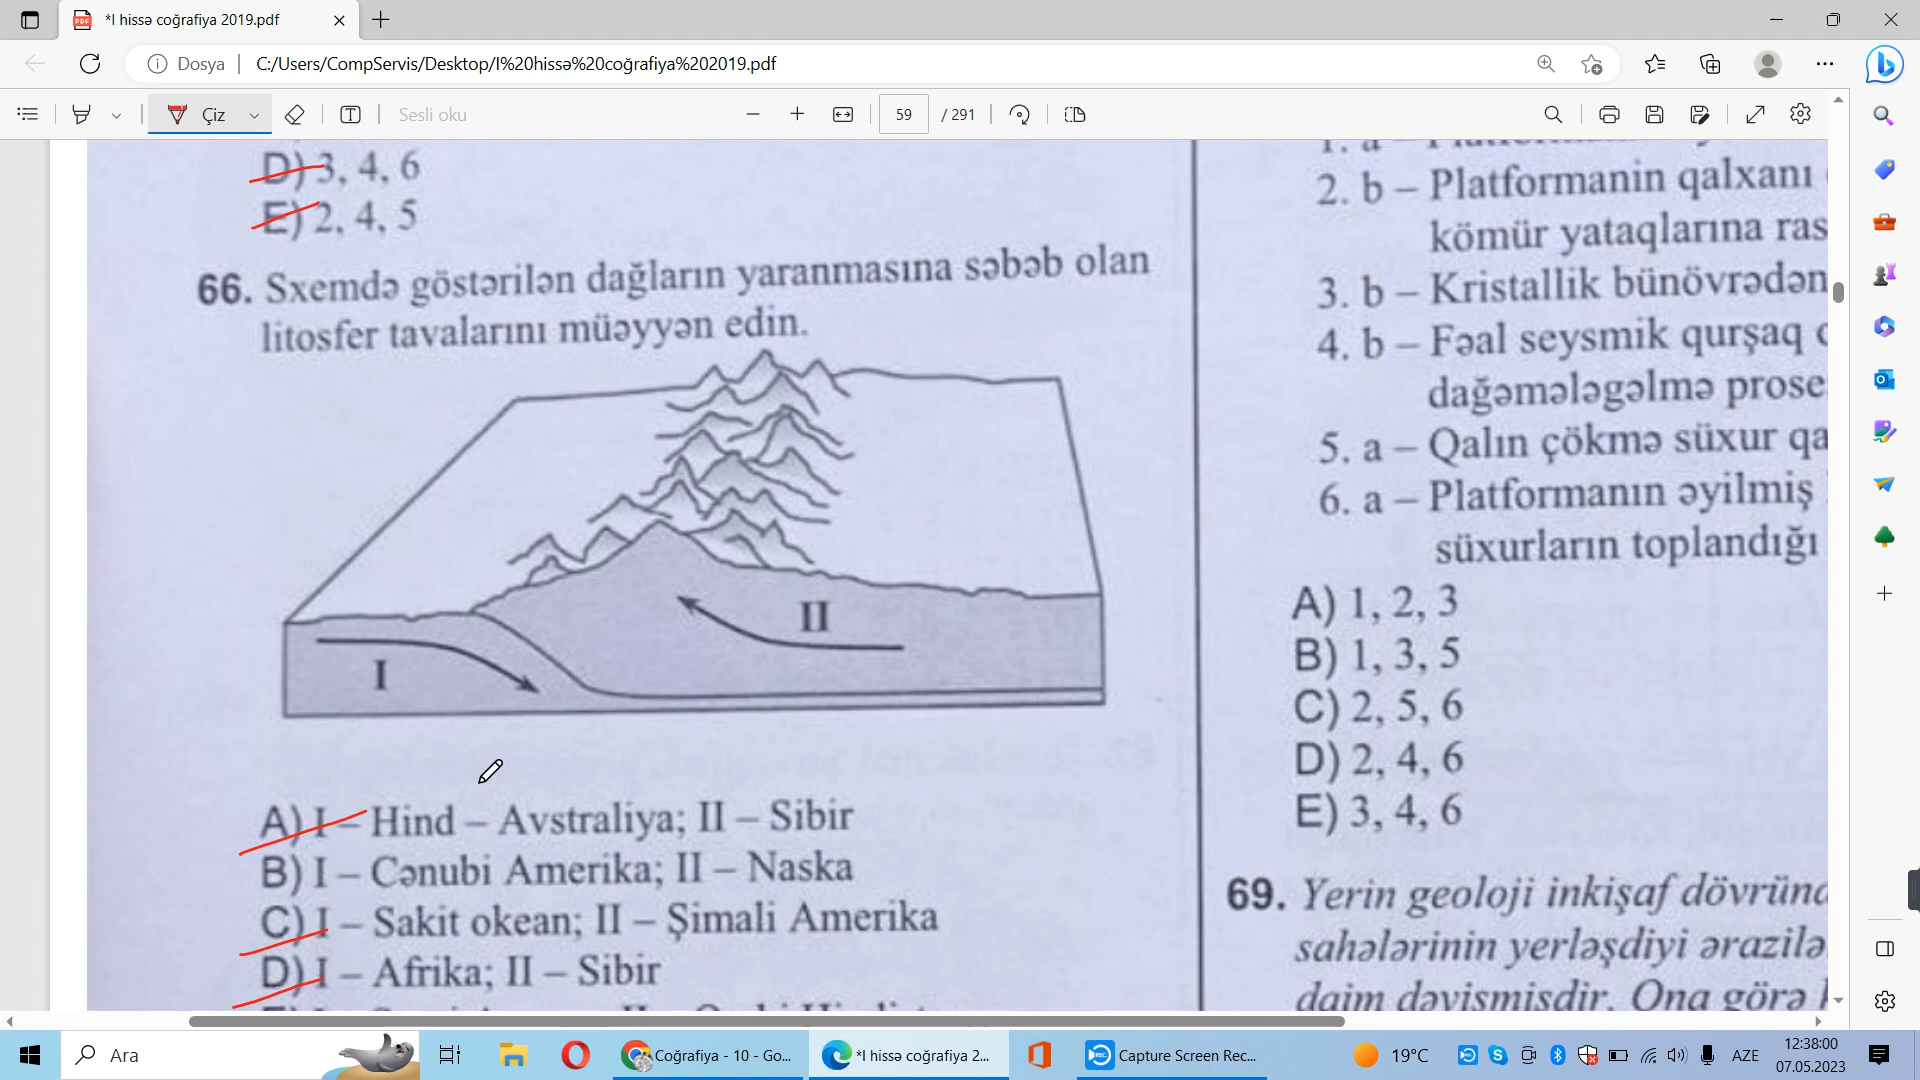 *I hissə coğrafiya 2019.pdf
Dosya
C:/Users/CompServis/Desktop/I%20hissə%20coğrafiya%202019.pdf
Çiz
Sesli oku
59 / 291
D) 3, 4, 6
E) 2, 4, 5
66. Sxemdə göstərilən dağların yaranmasına səbəb olan
litosfer tavalarını müəyyən edin.
I
II
A) I – Hind – Avstraliya; II – Sibir
B) I – Cənubi Amerika; II – Naska
C) I – Sakit okean; II – Şimali Amerika
D) I – Afrika; II – Sibir
2. b – Platformanin qalxanı
kömür yataqlarına ras
3. b – Kristallik bünövrədən
4. b – Fəal seysmik qurşaq
dağəmələgəlmə prose
5. a – Qalın çökmə süxur qa
6. a – Platformanın əyilmiş
süxurların toplandığı
A) 1, 2, 3
B) 1, 3, 5
C) 2, 5, 6
D) 2, 4, 6
E) 3, 4, 6
69. Yerin geoloji inkişaf dövrünc
sahələrinin yerləşdiyi ərazilə
daim dəyişmişdir. Ona görə
Ara
Coğrafiya - 10 - Go...
*I hissə coğrafiya 2...
Capture Screen Rec...
19°C
AZE
12:38:00
07.05.2023